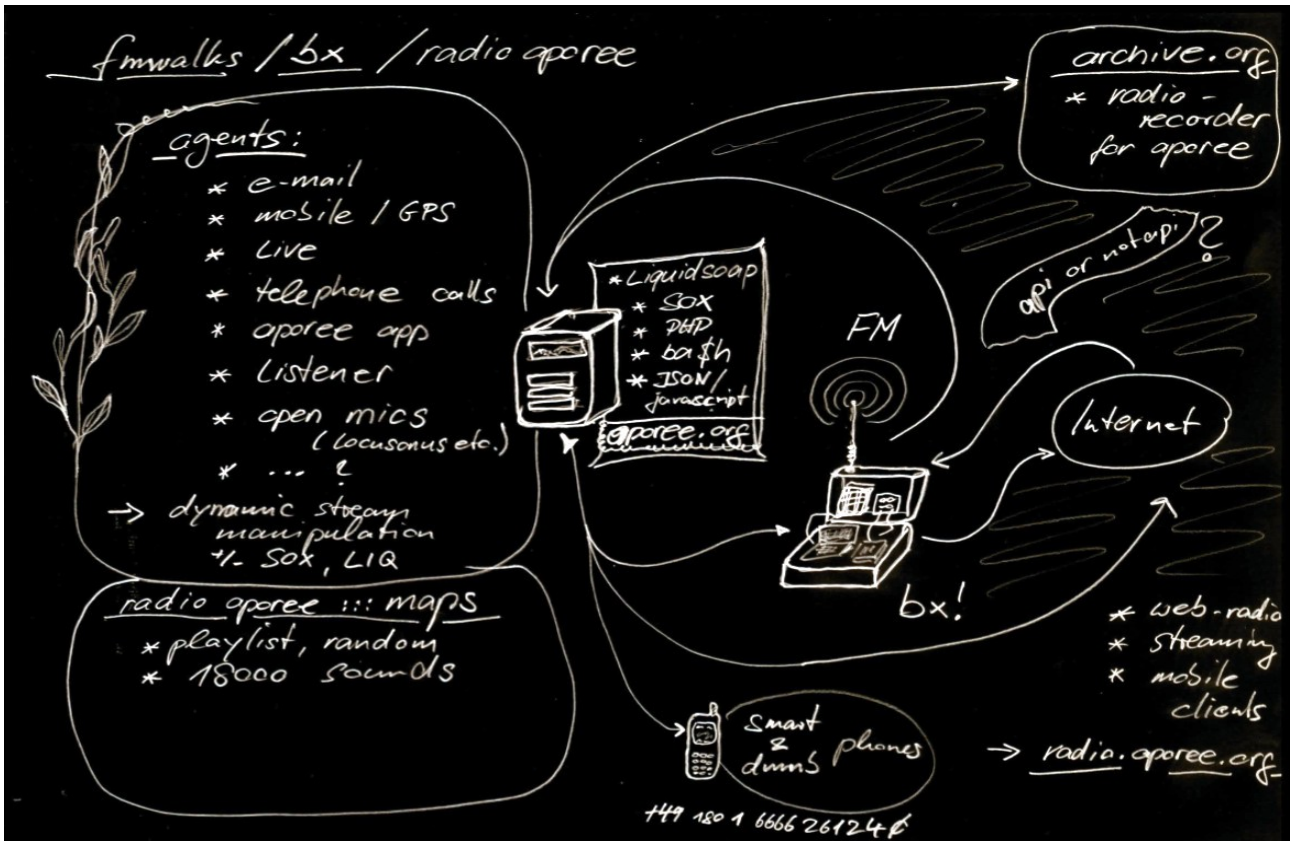 fmwalks / bx / radio aporee
agents:
* e-mail
* mobile / GPS
* Live
* telephone calls
* aporee app
* Listener
* open mics
(locusonus etc.)
* ... ?
→ dynamic stream
manipulation
+/- SOX, LIQ
radio aporee ::: maps
* playlist, random
* 18000 sounds
* Liquidsoap
* SOX
* PHP
* ba$h
* JSON/
javascript
aporee.org
FM
bx!
archive.org
* radio-
recorder
for aporee
api or not api ?
Internet
* web-radio
* streaming
* mobile
clients
→ radio.aporee.org
smart
&
dumb
phones
+49 180 1 6666 26124